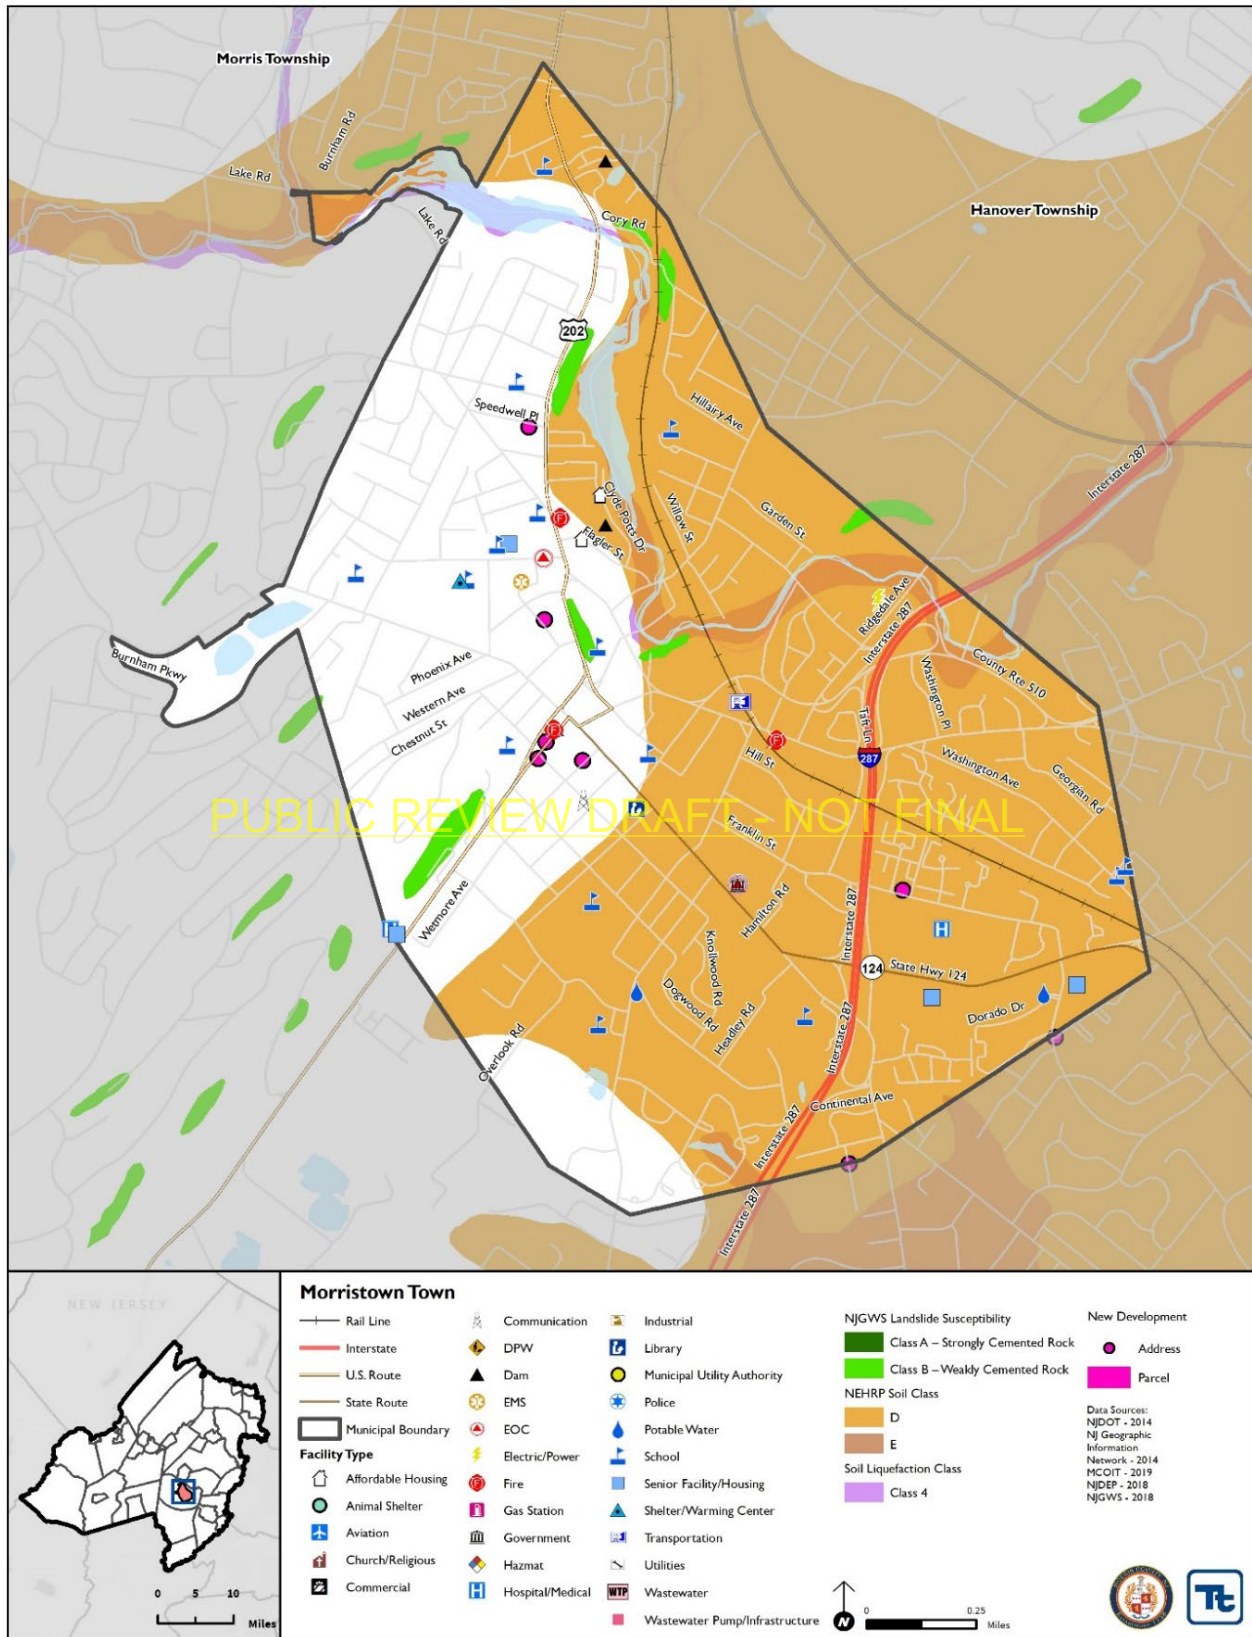 Morris Township
Burnham Rd
Lake Rd
Lake Rd
Cory Rd
Hanover Township
202
Speedwell Pl
Hillairy Ave
Interstate 287
Clyde Potts Dr
Willow St
Garden St
Flagler St
Ridgedale Ave
Interstate 287
County Rte 510
Burnham Pkwy
Phoenix Ave
Western Ave
Chestnut St
Washington Pl
Taft Ln
287
Hill St
Washington Ave
Georgian Rd
PUBLIC REVIEW DRAFT - NOT FINAL
Franklin St
Wetmore Ave
Hamilton Rd
Interstate 287
Knollwood Rd
124
State Hwy 124
Dogwood Rd
Headley Rd
Dorado Dr
Overlook Rd
Interstate 287
Continental Ave
Interstate 287
Interstate 287
NEW JERSEY
0 5 10
Miles
Morristown Town
Rail Line
Interstate
U.S. Route
State Route
Municipal Boundary
Facility Type
Affordable Housing
Animal Shelter
Aviation
Church/Religious
Commercial
Communication
DPW
Dam
EMS
EOC
Electric/Power
Fire
Gas Station
Government
Hazmat
Hospital/Medical
Industrial
Library
Municipal Utility Authority
Police
Potable Water
School
Senior Facility/Housing
Shelter/Warming Center
Transportation
Utilities
WTP Wastewater
Wastewater Pump/Infrastructure
NJGWS Landslide Susceptibility
Class A – Strongly Cemented Rock
Class B – Weakly Cemented Rock
NEHRP Soil Class
D
E
Soil Liquefaction Class
Class 4
New Development
Address
Parcel
Data Sources:
NJDOT - 2014
NJ Geographic
Information
Network - 2014
MCOIT - 2019
NJDEP - 2018
NJGWS - 2018
N
0 0.25
Miles
Tt